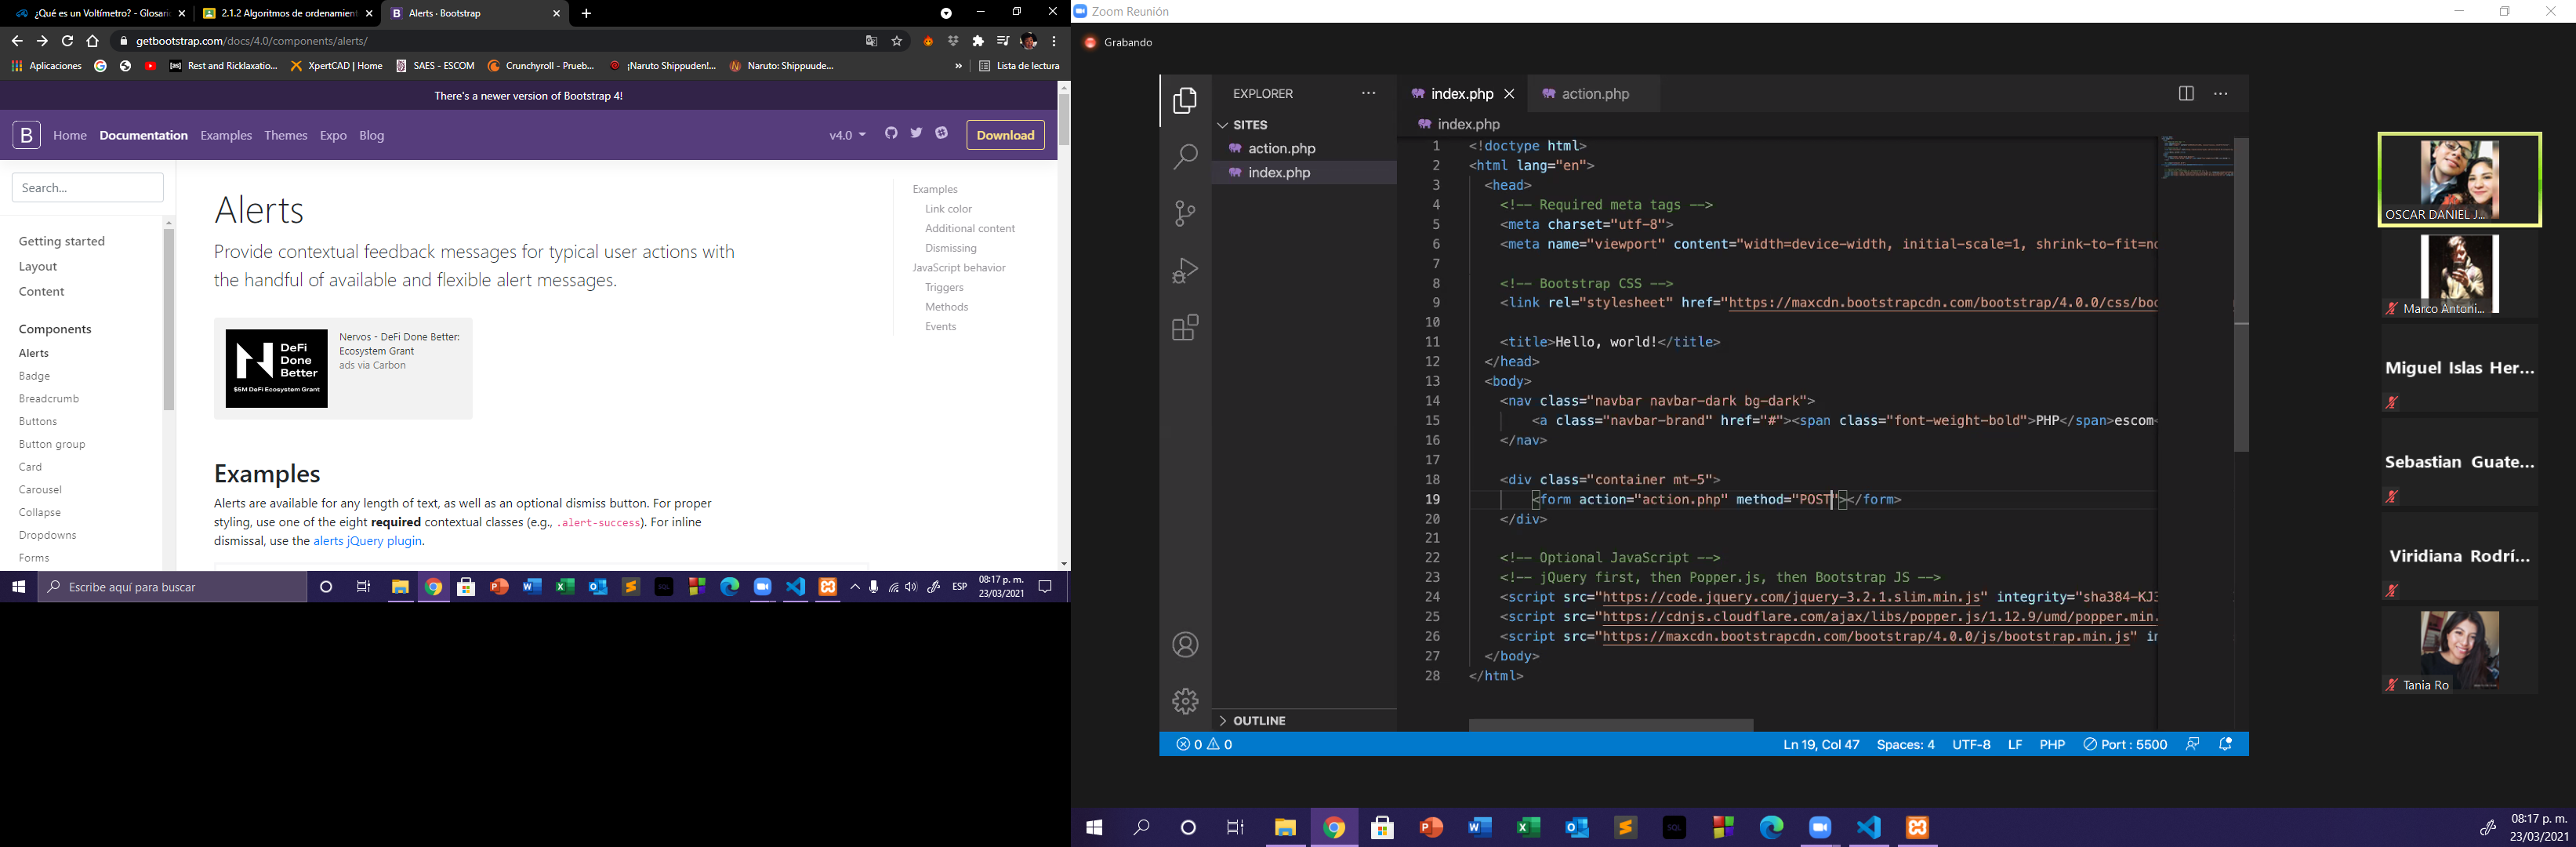 ¿Qué es un Voltímetro? - Glosari
2.1.2 Algoritmos de ordenamient
Alerts · Bootstrap
getbootstrap.com/docs/4.0/components/alerts/
Aplicaciones
Rest and Ricklaxatio...
XpertCAD | Home
SAES - ESCOM
Crunchyroll - Prueb...
¡Naruto Shippuden!...
Naruto: Shippuude...
»
Lista de lectura
There's a newer version of Bootstrap 4!
B
Home
Documentation
Examples
Themes
Expo
Blog
v4.0
Download
Search...
Getting started
Layout
Content
Components
Alerts
Badge
Breadcrumb
Buttons
Button group
Card
Carousel
Collapse
Dropdowns
Forms
Alerts
Provide contextual feedback messages for typical user actions with
the handful of available and flexible alert messages.
DeFi
Done
Better
$5M DeFi Ecosystem Grant
Nervos - DeFi Done Better:
Ecosystem Grant
ads via Carbon
Examples
Alerts are available for any length of text, as well as an optional dismiss button. For proper
styling, use one of the eight required contextual classes (e.g., .alert-success). For inline
dismissal, use the alerts jQuery plugin.
Examples
Link color
Additional content
Dismissing
JavaScript behavior
Triggers
Methods
Events
Escribe aquí para buscar
ESP
08:17 p. m.
23/03/2021
Zoom Reunión
Grabando
EXPLORER
SITES
action.php
index.php
OUTLINE
index.php
action.php
index.php
1 <!doctype html>
2 <html lang="en">
3 <head>
4 <!-- Required meta tags -->
5 <meta charset="utf-8">
6 <meta name="viewport" content="width=device-width, initial-scale=1, shrink-to-fit=no
7
8 <!-- Bootstrap CSS -->
9 <link rel="stylesheet" href="https://maxcdn.bootstrapcdn.com/bootstrap/4.0.0/css/boo
10
11 <title>Hello, world!</title>
12 </head>
13 <body>
14 <nav class="navbar navbar-dark bg-dark">
15 <a class="navbar-brand" href="#"><span class="font-weight-bold">PHP</span>escom<
16 </nav>
17
18 <div class="container mt-5">
19 <form action="action.php" method="POST"></form>
20 </div>
21
22 <!-- Optional JavaScript -->
23 <!-- jQuery first, then Popper.js, then Bootstrap JS -->
24 <script src="https://code.jquery.com/jquery-3.2.1.slim.min.js" integrity="sha384-KJ3
25 <script src="https://cdnjs.cloudflare.com/ajax/libs/popper.js/1.12.9/umd/popper.min.
26 <script src="https://maxcdn.bootstrapcdn.com/bootstrap/4.0.0/js/bootstrap.min.js" in
27 </body>
28 </html>
0 0
Ln 19, Col 47
Spaces: 4
UTF-8
LF
PHP
Port : 5500
OSCAR DANIEL J...
Marco Antoni...
Miguel Islas Her...
Sebastian Guate...
Viridiana Rodrí...
Tania Ro
08:17 p. m.
23/03/2021